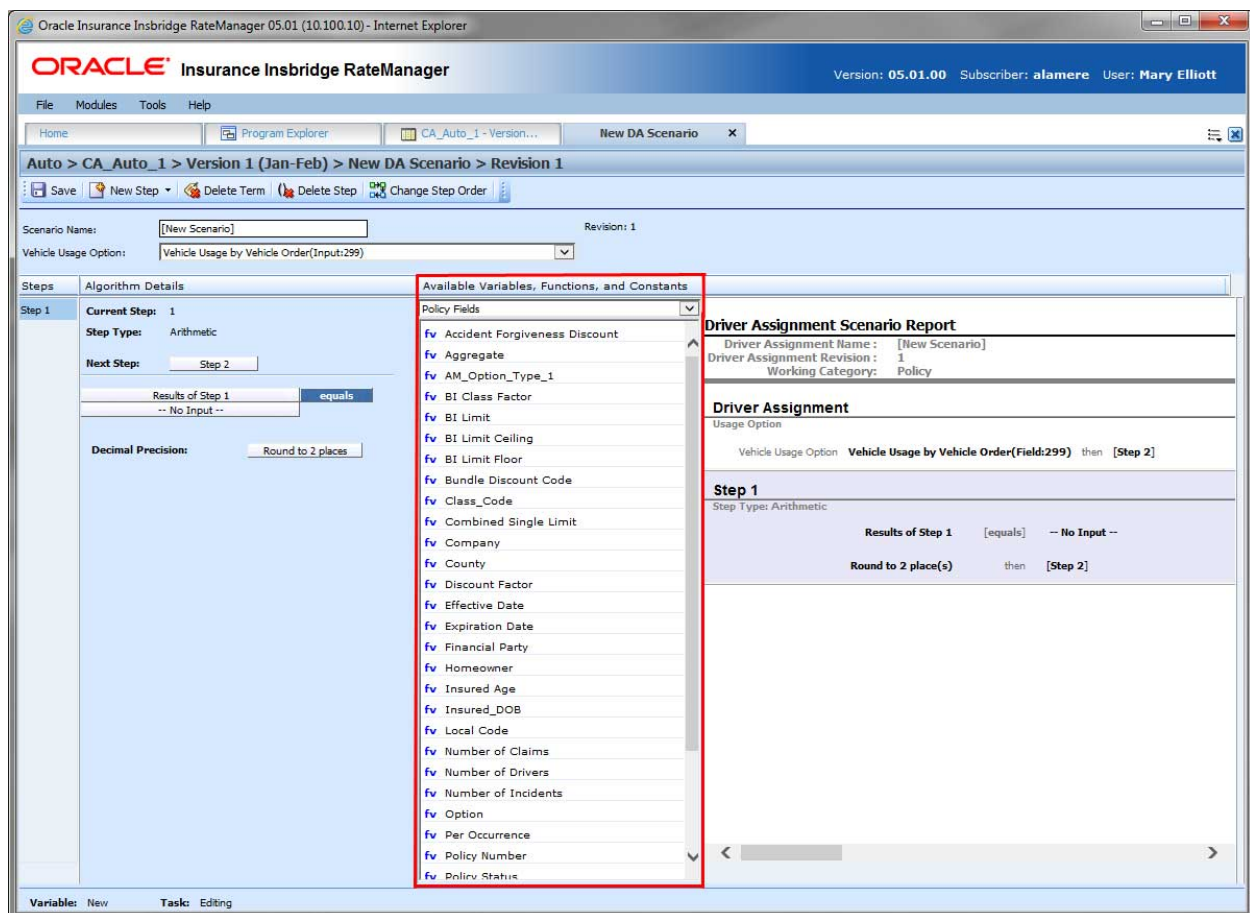 Oracle Insurance Insbridge RateManager 05.01 (10.100.10) - Internet Explorer
ORACLE Insurance Insbridge RateManager
Version: 05.01.00 Subscriber: alamere User: Mary Elliott
File Modules Tools Help
Home Program Explorer CA_Auto_1 - Version... New DA Scenario x
Auto > CA_Auto_1 > Version 1 (Jan-Feb) > New DA Scenario > Revision 1
Save New Step Delete Term Delete Step Change Step Order
Scenario Name: [New Scenario] Revision: 1
Vehicle Usage Option: Vehicle Usage by Vehicle Order(Input:299)
Steps Algorithm Details Available Variables, Functions, and Constants
Step 1
Current Step: 1
Step Type: Arithmetic
Next Step: Step 2
Results of Step 1 equals
-- No Input --
Decimal Precision: Round to 2 places
Policy Fields
fv Accident Forgiveness Discount
fv Aggregate
fv AM_Option_Type_1
fv BI Class Factor
fv BI Limit
fv BI Limit Ceiling
fv BI Limit Floor
fv Bundle Discount Code
fv Class_Code
fv Combined Single Limit
fv Company
fv County
fv Discount Factor
fv Effective Date
fv Expiration Date
fv Financial Party
fv Homeowner
fv Insured Age
fv Insured_DOB
fv Local Code
fv Number of Claims
fv Number of Drivers
fv Number of Incidents
fv Option
fv Per Occurrence
fv Policy Number
fv Policy Status
Driver Assignment Scenario Report
Driver Assignment Name : [New Scenario]
Driver Assignment Revision : 1
Working Category: Policy
Driver Assignment
Usage Option
Vehicle Usage Option Vehicle Usage by Vehicle Order(Field:299) then [Step 2]
Step 1
Step Type: Arithmetic
Results of Step 1 [equals] -- No Input --
Round to 2 place(s) then [Step 2]
Variable: New Task: Editing